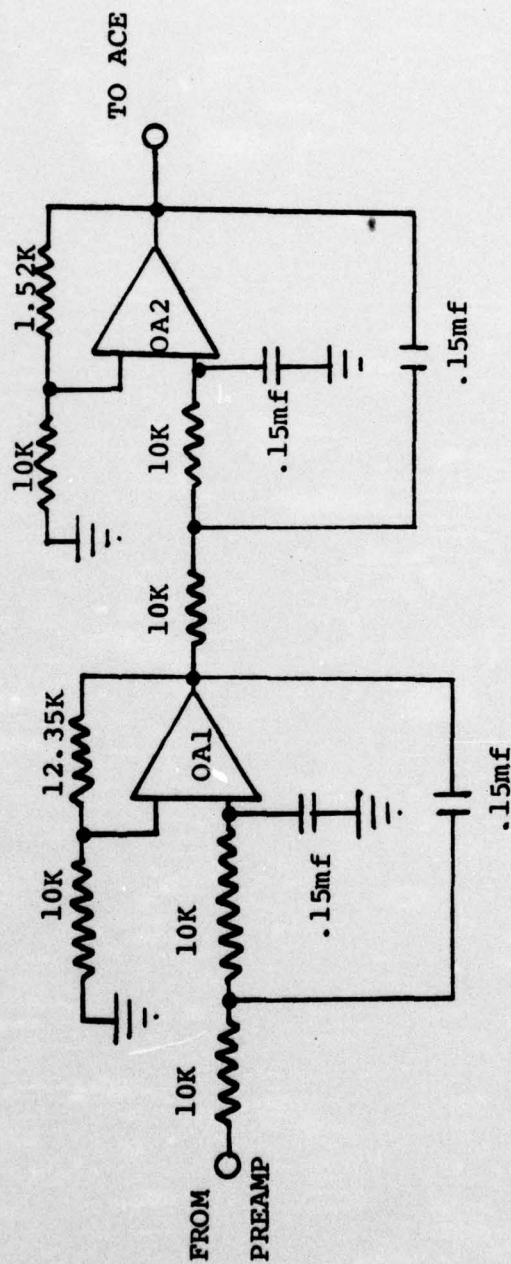 FROM
PREAMP
10K
10K
10K
12.35K
OA1
.15mf
.15mf
10K
10K
10K
1.52K
OA2
.15mf
.15mf
TO ACE